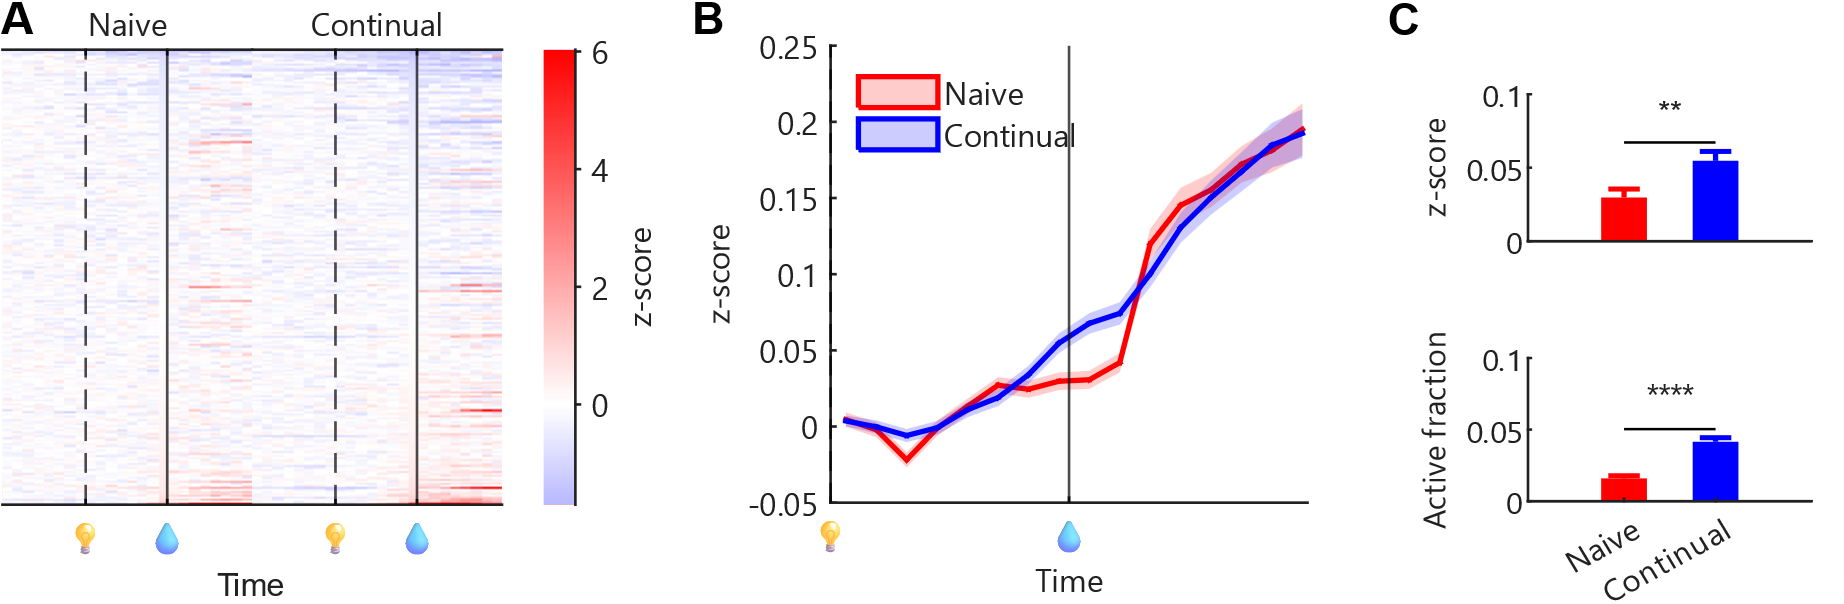 A
Naive
Continual
6
4
2
0
z-score
Time
B
0.25
0.2
0.15
0.1
0.05
0
-0.05
z-score
Naive
Continual
Time
C
0.1
0.05
0
z-score
**
0.1
0.05
0
Active fraction
****
Naive
Continual